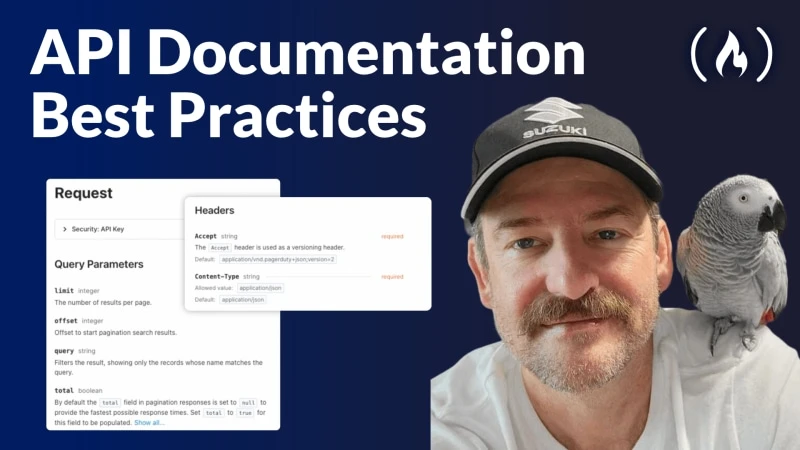 API Documentation
Best Practices
SUZUKI
Request
Security: API Key
Query Parameters
limit integer
The number of results per page.
offset integer
Offset to start pagination search results.
query string
Filters the result, showing only the records whose name matches the
query.
total boolean
By default the total field in pagination responses is set to null to
provide the fastest possible response times. Set total to true for
this field to be populated. Show all...
Headers
Accept string required
The Accept header is used as a versioning header.
Default: application/vnd.pagerduty+json;version=2
Content-Type string required
Allowed value: application/json
Default: application/json